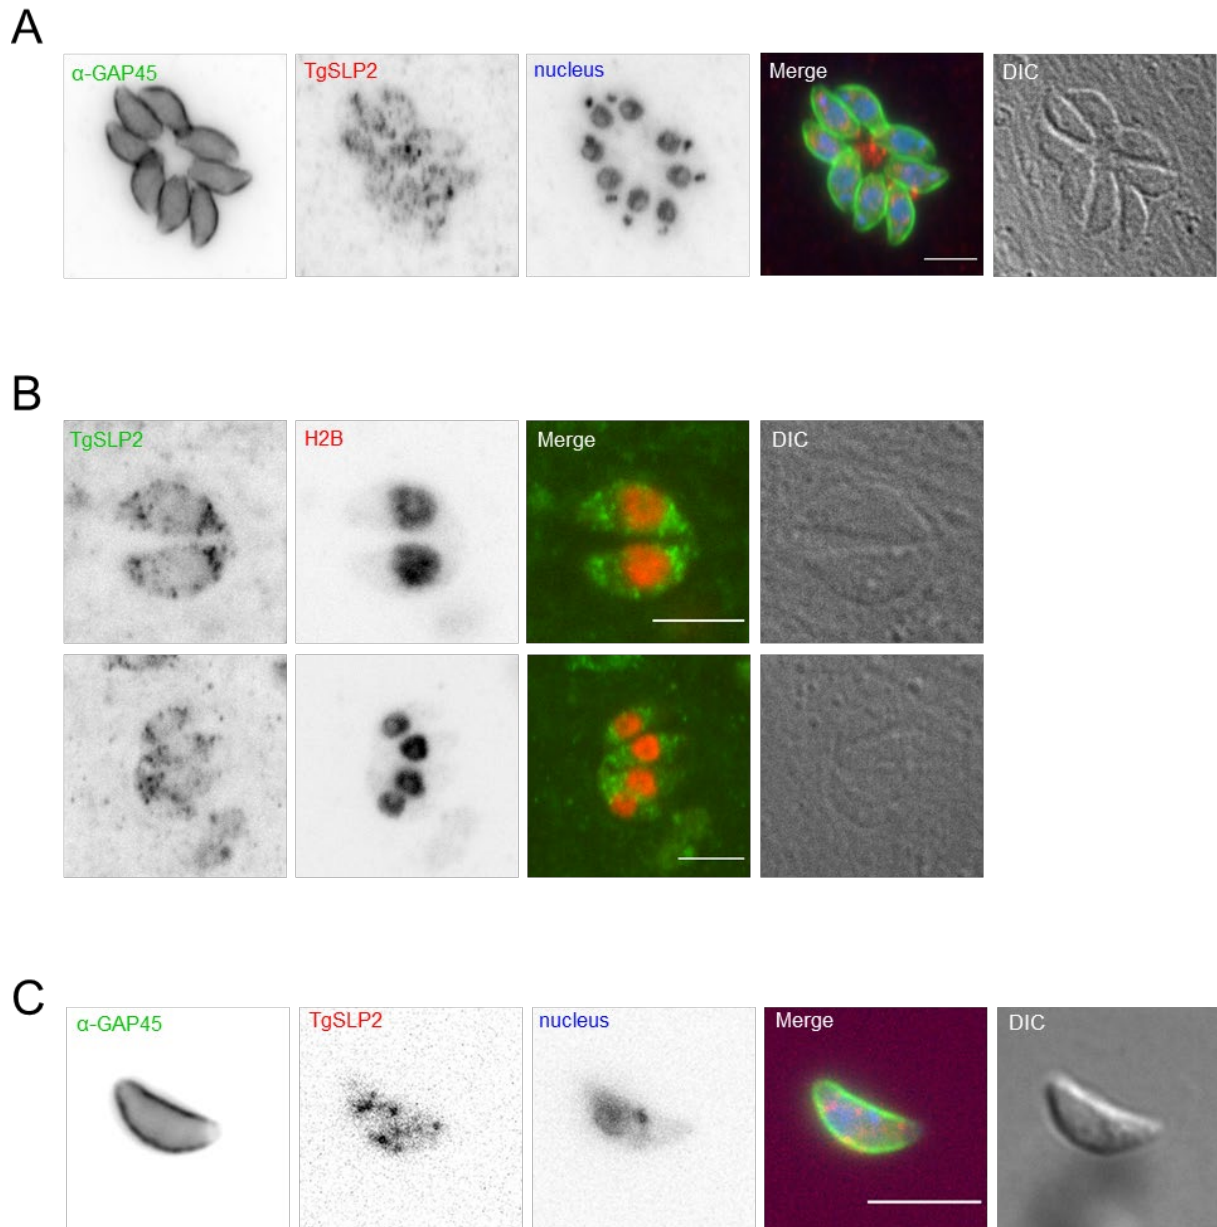 A
α-GAP45 TgSLP2 nucleus Merge DIC
B
TgSLP2 H2B Merge DIC
C
α-GAP45 TgSLP2 nucleus Merge DIC